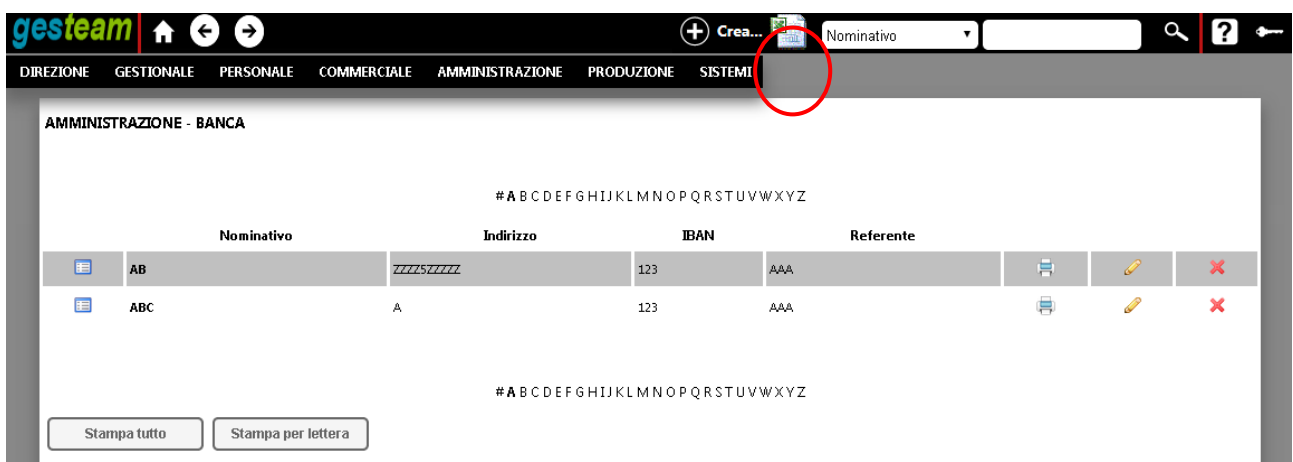 gesteam Crea... Nominativo ?
DIREZIONE GESTIONALE PERSONALE COMMERCIALE AMMINISTRAZIONE PRODUZIONE SISTEMI
AMMINISTRAZIONE - BANCA
# A B C D E F G H I J K L M N O P Q R S T U V W X Y Z
Nominativo Indirizzo IBAN Referente
AB ZZZZ5ZZZZZ 123 AAA
ABC A 123 AAA
# A B C D E F G H I J K L M N O P Q R S T U V W X Y Z
Stampa tutto Stampa per lettera